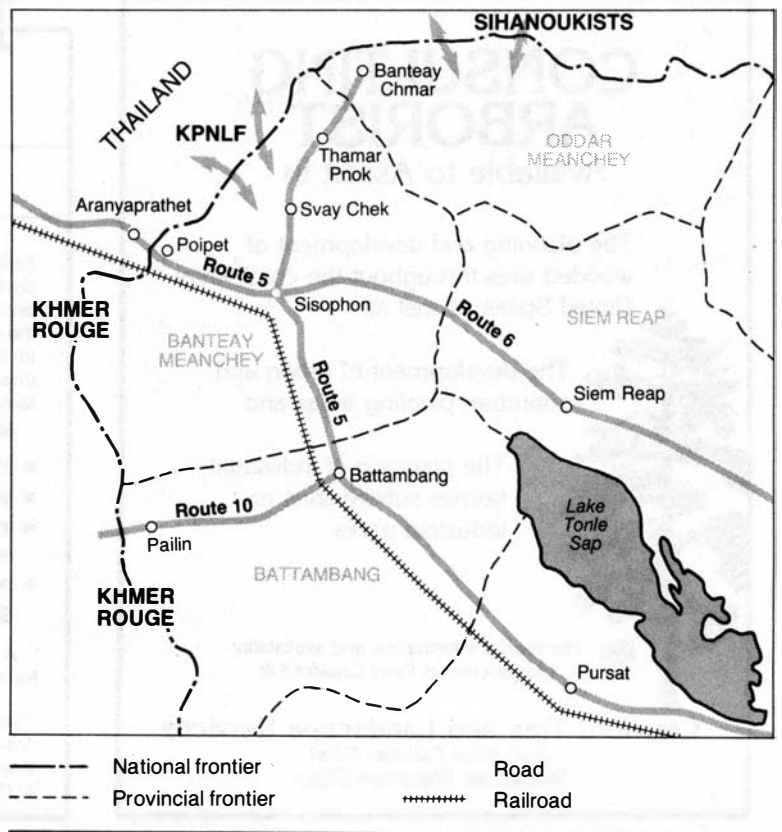 SIHANOUKISTS
Banteay
Chmar
THAILAND
KPNLF
ODDAR
MEANCHEY
Thamar
Pnok
Aranyaprathet
Svay Chek
Poipet
Route 5
KHMER
ROUGE
Sisophon
Route 6
SIEM REAP
BANTEAY
MEANCHEY
Route 5
Siem Reap
Battambang
Route 10
Lake
Tonle
Sap
Pailin
BATTAMBANG
KHMER
ROUGE
Pursat
National frontier
Road
Provincial frontier
Railroad